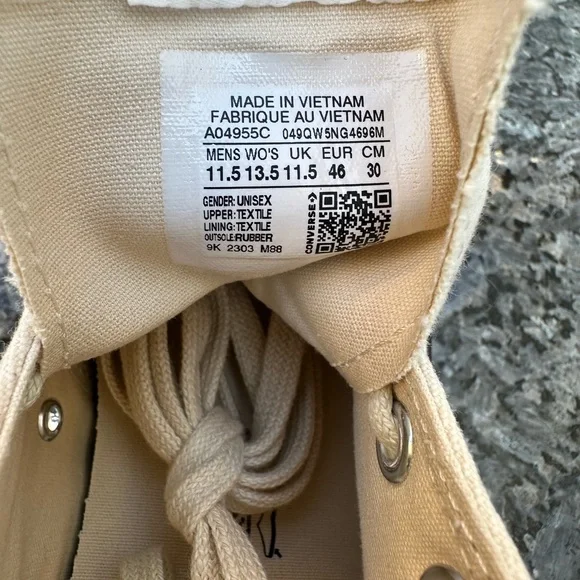 MADE IN VIETNAM
FABRIQUE AU VIETNAM
A04955C 049QW5NG4696M
MENS WO'S UK EUR CM
11.5 13.5 11.5 46 30
GENDER: UNISEX
UPPER: TEXTILE
LINING: TEXTILE
OUTSOLE: RUBBER
9K 2303 M88
CONVERSE